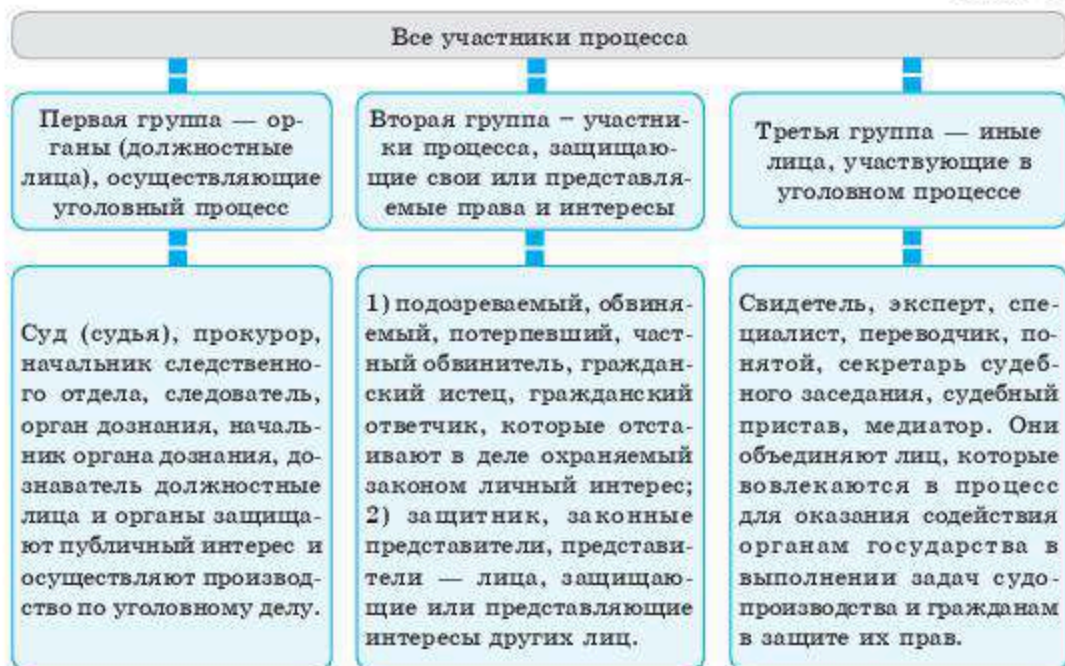 Все участники процесса
Первая группа — ор-
ганы (должностные
лица), осуществляющие
уголовный процесс
Вторая группа – участни-
ки процесса, защищаю-
щие свои или представля-
емые права и интересы
Третья группа — иные
лица, участвующие в
уголовном процессе
Суд (судья), прокурор,
начальник следственно-
го отдела, следователь,
орган дознания, началь-
ник органа дознания, до-
знаватель должностные
лица и органы защища-
ют публичный интерес и
осуществляют производ-
ство по уголовному делу.
1) подозреваемый, обвиня-
емый, потерпевший, част-
ный обвинитель, граждан-
ский истец, гражданский
ответчик, которые отста-
ивают в деле охраняемый
законом личный интерес;
2) защитник, законные
представители, представи-
тели — лица, защищаю-
щие или представляющие
интересы других лиц.
Свидетель, эксперт, спе-
циалист, переводчик, по-
нятой, секретарь судеб-
ного заседания, судебный
пристав, медиатор. Они
объединяют лиц, которые
вовлекаются в процесс
для оказания содействия
органам государства в
выполнении задач судо-
производства и гражданам
в защите их прав.